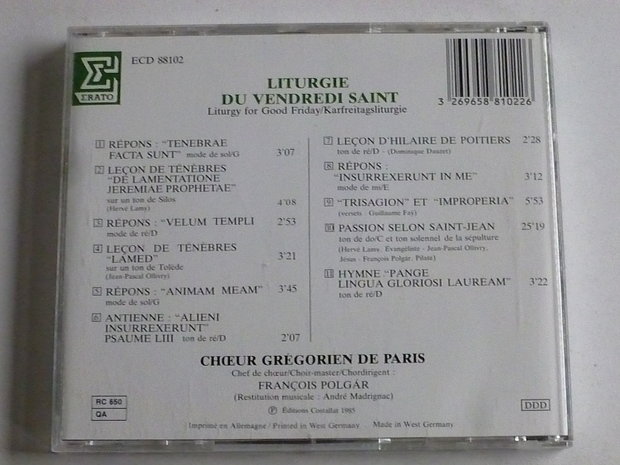 ERATO
ECD 88102
3 269658 810226
LITURGIE
DU VENDREDI SAINT
Liturgy for Good Friday/Karfreitagsliturgie
1 RÉPONS : "TENEBRAE
FACTA SUNT" mode de sol/G 3'07
2 LEÇON DE TÉNÈBRES
"DE LAMENTATIONE
JEREMIAE PROPHETAE"
sur un ton de Silos
(Hervé Lamy) 4'08
3 RÉPONS : "VELUM TEMPLI 2'53
mode de ré/D
4 LEÇON DE TÉNÈBRES
"LAMED" 3'21
sur un ton de Tolède
(Jean-Pascal Ollivry)
5 RÉPONS : "ANIMAM MEAM" 3'45
mode de sol/G
6 ANTIENNE : "ALIENI
INSURREXERUNT"
PSAUME LIII ton de ré/D 2'07
7 LEÇON D'HILAIRE DE POITIERS 2'28
ton de ré/D - (Dominique Dauzet)
8 RÉPONS :
"INSURREXERUNT IN ME" 3'12
mode de mi/E
9 "TRISAGION" ET "IMPROPERIA" 5'53
(versets Guillaume Fay)
10 PASSION SELON SAINT-JEAN 25'19
ton de do/C et ton solennel de la sépulture
(Hervé Lamy, Évangéliste - Jean-Pascal Ollivry,
Jésus - François Polgar, Pilate)
11 HYMNE "PANGE
LINGUA GLORIOSI LAUREAM" 3'22
ton de ré/D
CHŒUR GRÉGORIEN DE PARIS
Chef de chœur/Choir-master/Chordirigent :
FRANÇOIS POLGÁR
(Restitution musicale : André Madrignac)
℗ Éditions Costallat 1985
RC 650
QA
DDD
Imprimé en Allemagne / Printed in West Germany - Made in West Germany